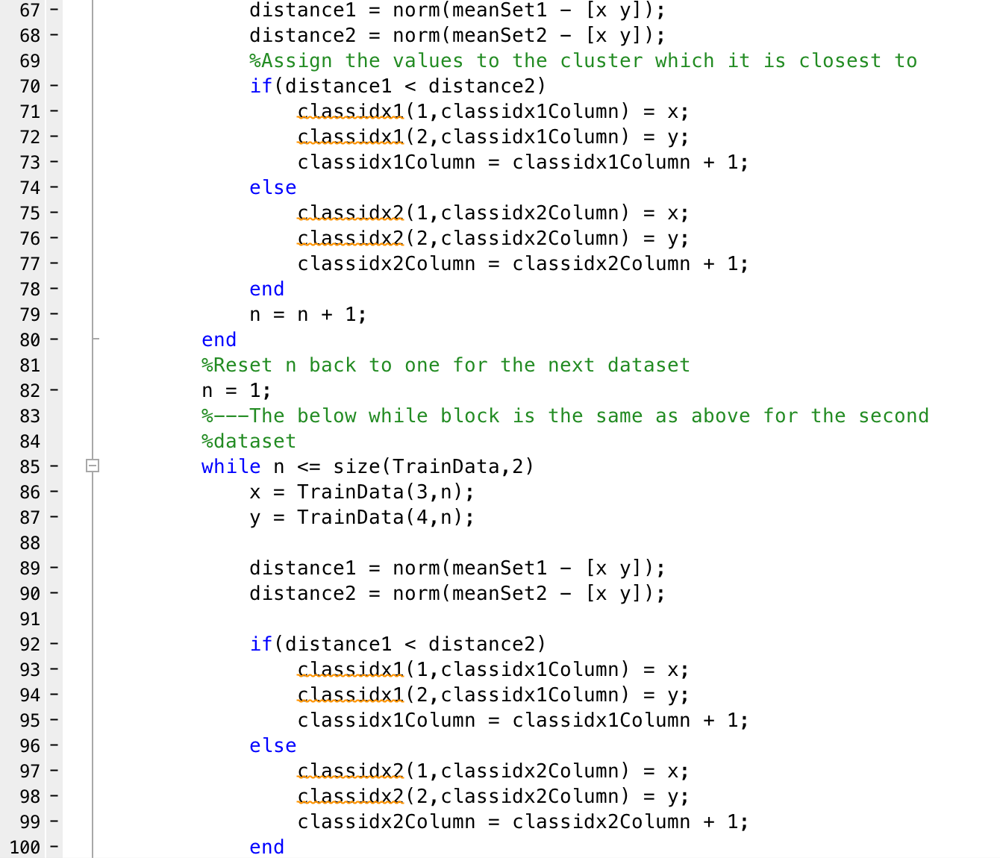 67 - distance1 = norm(meanSet1 - [x y]);
68 - distance2 = norm(meanSet2 - [x y]);
69 %Assign the values to the cluster which it is closest to
70 - if(distance1 < distance2)
71 - classidx1(1,classidx1Column) = x;
72 - classidx1(2,classidx1Column) = y;
73 - classidx1Column = classidx1Column + 1;
74 - else
75 - classidx2(1,classidx2Column) = x;
76 - classidx2(2,classidx2Column) = y;
77 - classidx2Column = classidx2Column + 1;
78 - end
79 - n = n + 1;
80 - end
81 %Reset n back to one for the next dataset
82 - n = 1;
83 %---The below while block is the same as above for the second
84 %dataset
85 - while n <= size(TrainData,2)
86 - x = TrainData(3,n);
87 - y = TrainData(4,n);
88
89 - distance1 = norm(meanSet1 - [x y]);
90 - distance2 = norm(meanSet2 - [x y]);
91
92 - if(distance1 < distance2)
93 - classidx1(1,classidx1Column) = x;
94 - classidx1(2,classidx1Column) = y;
95 - classidx1Column = classidx1Column + 1;
96 - else
97 - classidx2(1,classidx2Column) = x;
98 - classidx2(2,classidx2Column) = y;
99 - classidx2Column = classidx2Column + 1;
100 - end